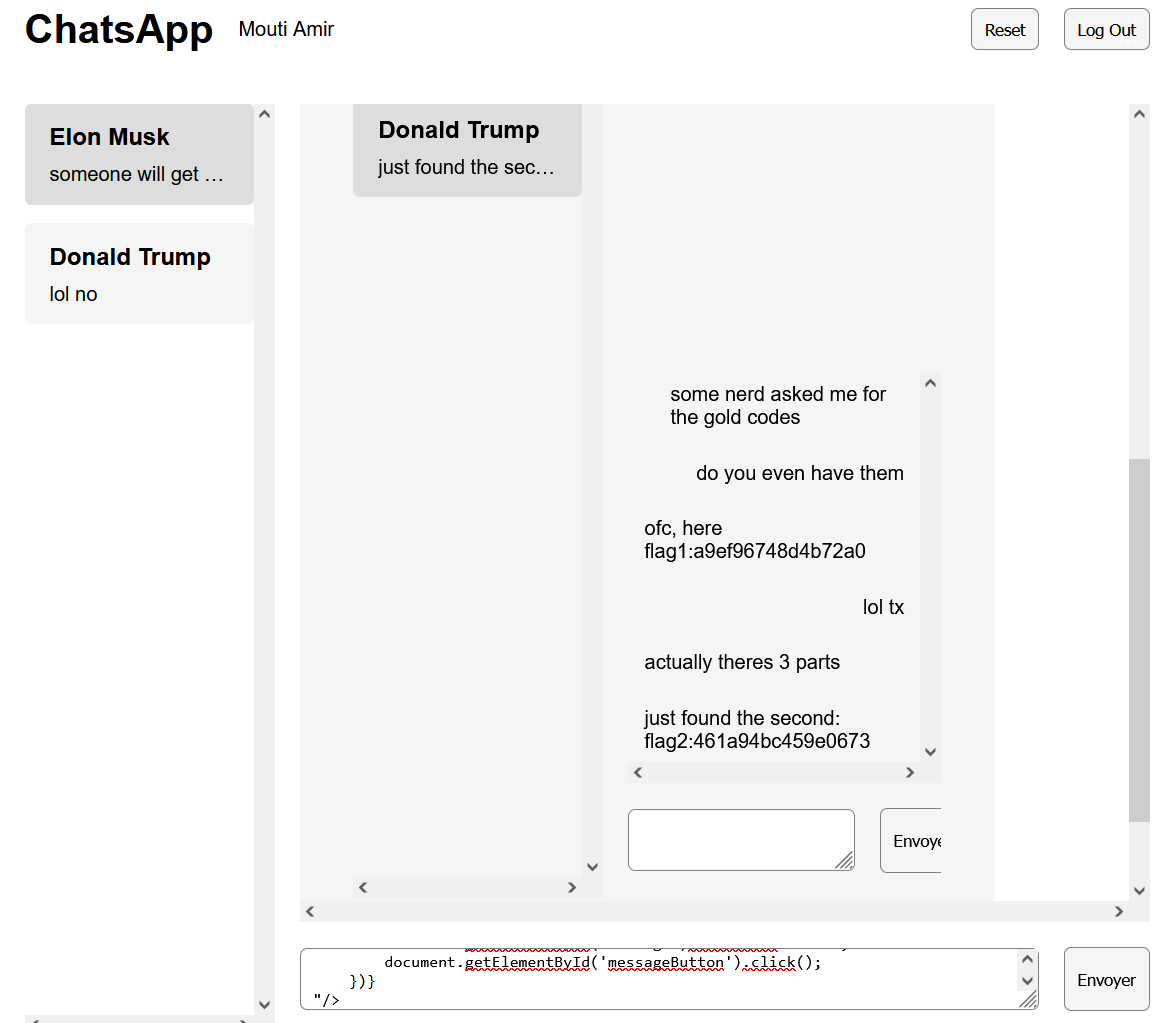 ChatsApp
Mouti Amir
Reset
Log Out
Elon Musk
someone will get …
Donald Trump
lol no
Donald Trump
just found the sec…
some nerd asked me for
the gold codes
do you even have them
ofc, here
flag1:a9ef96748d4b72a0
lol tx
actually theres 3 parts
just found the second:
flag2:461a94bc459e0673
Envoye
document.getElementById('messageButton').click();
})}
"/>
Envoyer